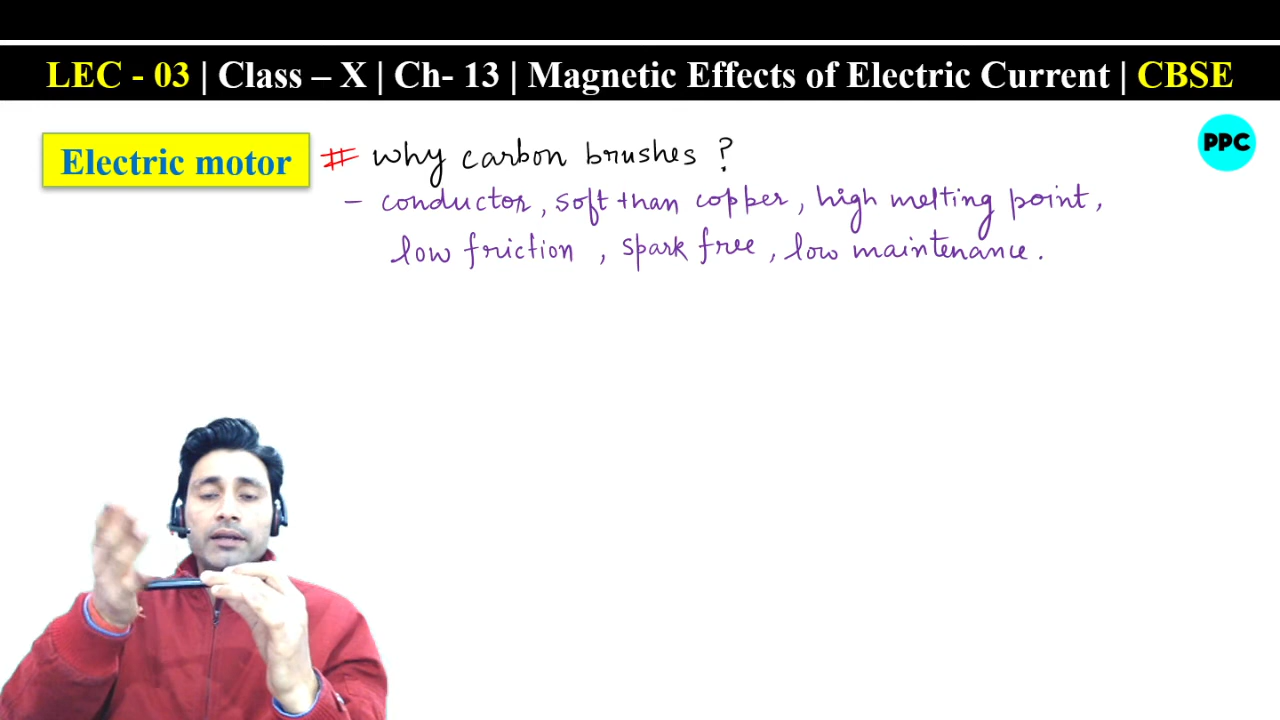 LEC - 03 | Class – X | Ch- 13 | Magnetic Effects of Electric Current | CBSE
PPC
Electric motor
# why carbon brushes ?
- conductor, soft than copper, high melting point,
low friction, spark free, low maintenance.